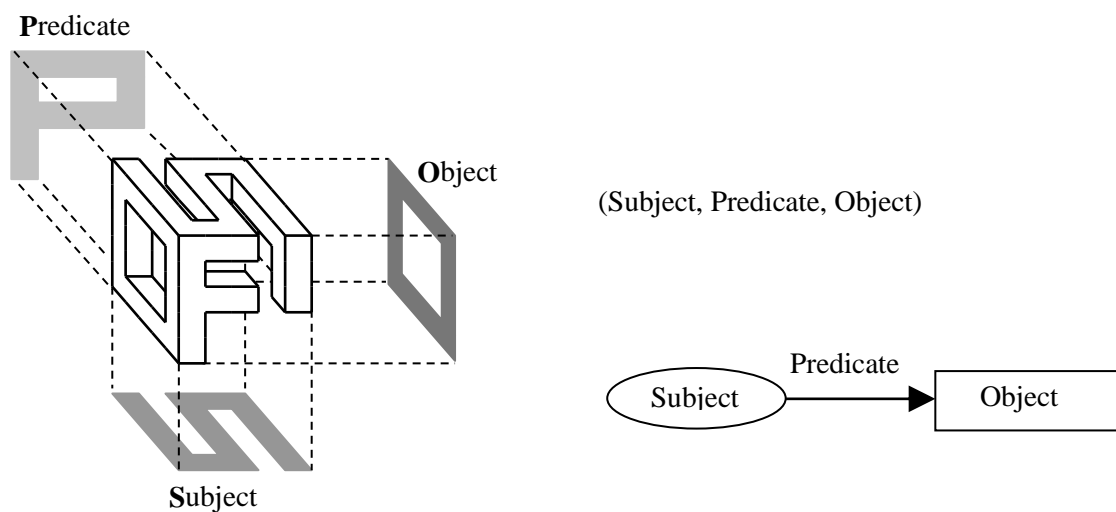 Predicate
Object
Subject
(Subject, Predicate, Object)
Predicate
Subject
Object